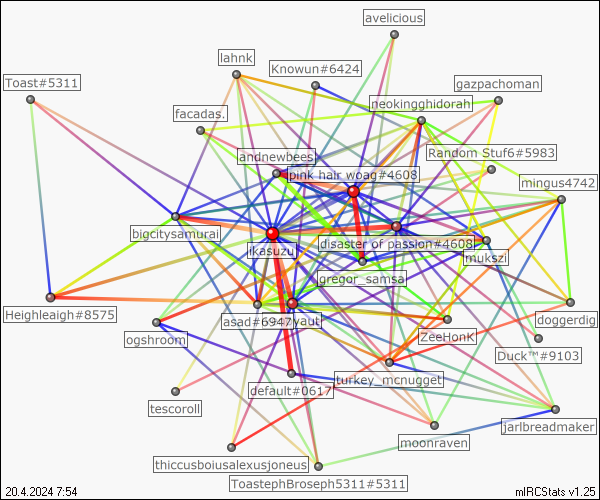 avelicious
lahnk
Knowun#6424
Toast#5311
gazpachoman
neokingghidorah
facadas.
Random Stuf6#5983
andnewbees
pink hair woag#4608
mingus4742
bigcitysamurai
disaster of passion#4608
ikasuzu
mukszi
gregor_samsa
Heighleaigh#8575
asad#6947
yaut
doggerdig
ogshroom
ZeeHonK
Duck™#9103
default#0617
turkey_mcnugget
tescoroll
jarlbreadmaker
moonraven
thiccusboiusalexusjoneus
ToastephBroseph5311#5311
20.4.2024 7:54
mIRCStats v1.25